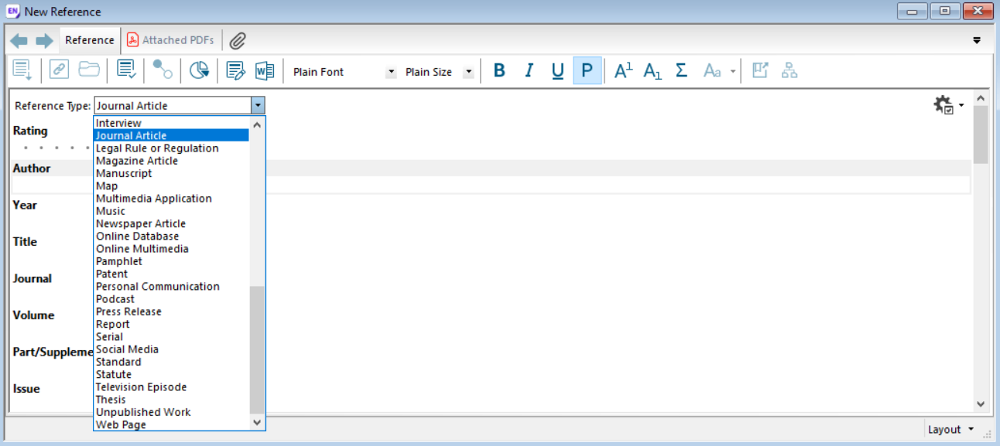 EN New Reference
Reference Attached PDFs
W Plain Font Plain Size B I U P A1 A1 Σ Aa
Reference Type: Journal Article
Rating
Author
Year
Title
Journal
Volume
Part/Suppleme
Issue
Interview
Journal Article
Legal Rule or Regulation
Magazine Article
Manuscript
Map
Multimedia Application
Music
Newspaper Article
Online Database
Online Multimedia
Pamphlet
Patent
Personal Communication
Podcast
Press Release
Report
Serial
Social Media
Standard
Statute
Television Episode
Thesis
Unpublished Work
Web Page
Layout